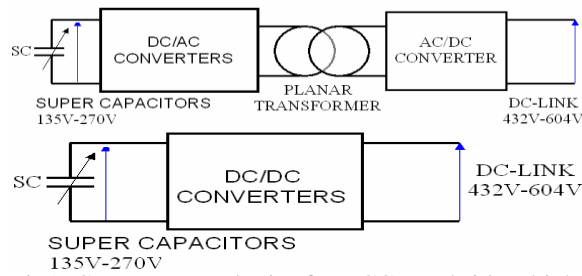 SC
DC/AC
CONVERTERS
AC/DC
CONVERTER
PLANAR
TRANSFORMER
SUPER CAPACITORS
135V-270V
DC-LINK
432V-604V
SC
DC/DC
CONVERTERS
DC-LINK
432V-604V
SUPER CAPACITORS
135V-270V